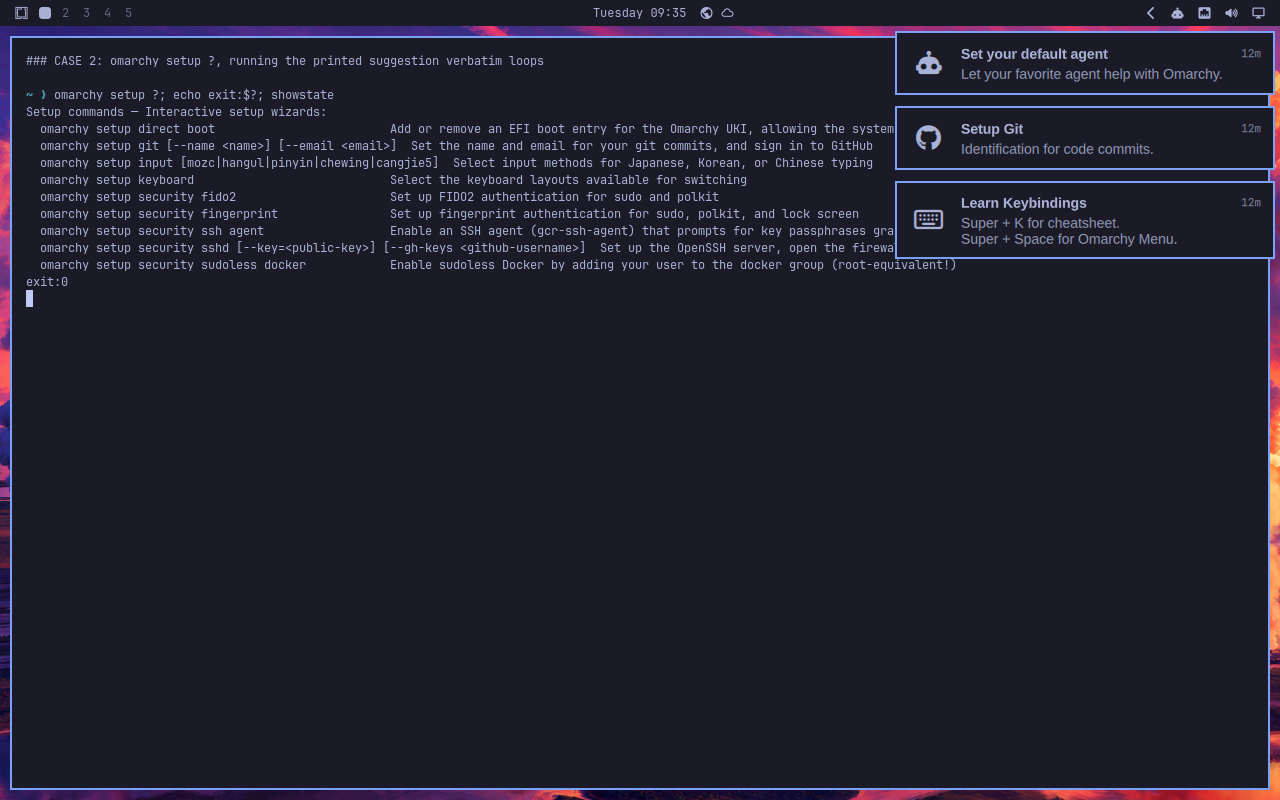 2 3 4 5 Tuesday 09:35
### CASE 2: omarchy setup ?, running the printed suggestion verbatim loops
~ ❯ omarchy setup ?; echo exit:$?; showstate
Setup commands — Interactive setup wizards:
omarchy setup direct boot Add or remove an EFI boot entry for the Omarchy UKI, allowing the system
omarchy setup git [--name <name>] [--email <email>] Set the name and email for your git commits, and sign in to GitHub
omarchy setup input [mozc|hangul|pinyin|chewing|cangjie5] Select input methods for Japanese, Korean, or Chinese typing
omarchy setup keyboard Select the keyboard layouts available for switching
omarchy setup security fido2 Set up FIDO2 authentication for sudo and polkit
omarchy setup security fingerprint Set up fingerprint authentication for sudo, polkit, and lock screen
omarchy setup security ssh agent Enable an SSH agent (gcr-ssh-agent) that prompts for key passphrases gra
omarchy setup security sshd [--key=<public-key>] [--gh-keys <github-username>] Set up the OpenSSH server, open the firewa
omarchy setup security sudoless docker Enable sudoless Docker by adding your user to the docker group (root-equivalent!)
exit:0
Set your default agent 12m
Let your favorite agent help with Omarchy.
Setup Git 12m
Identification for code commits.
Learn Keybindings 12m
Super + K for cheatsheet.
Super + Space for Omarchy Menu.